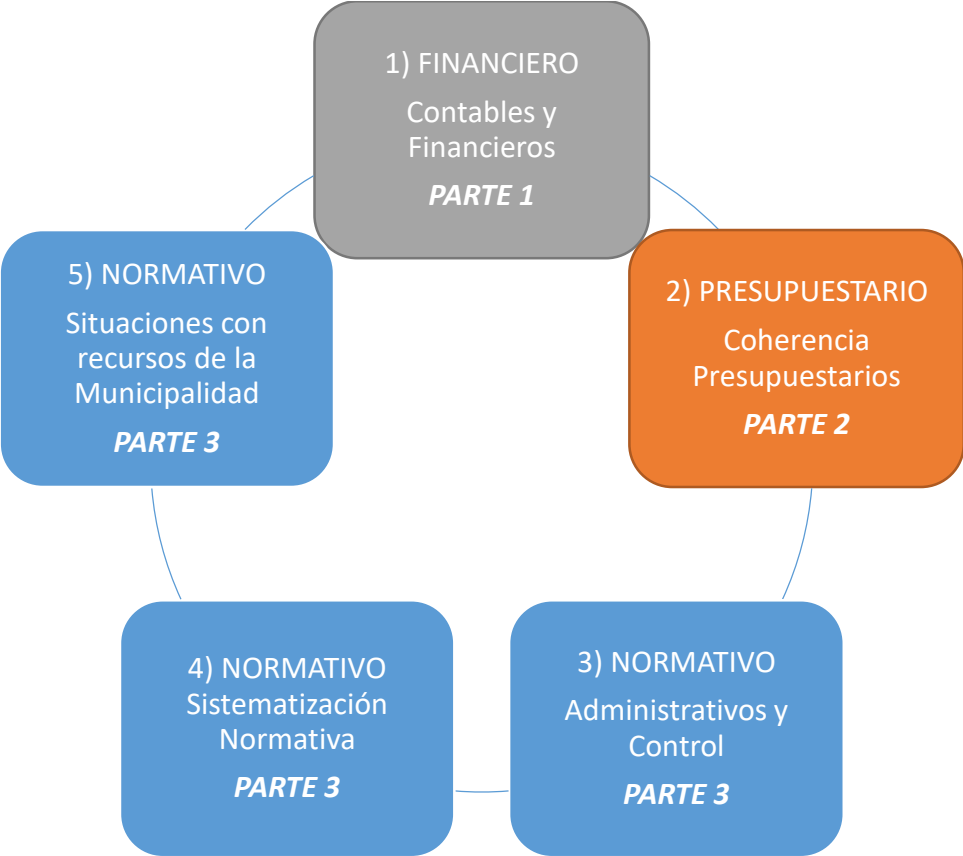 1) FINANCIERO
Contables y
Financieros
PARTE 1
2) PRESUPUESTARIO
Coherencia
Presupuestarios
PARTE 2
3) NORMATIVO
Administrativos y
Control
PARTE 3
4) NORMATIVO
Sistematización
Normativa
PARTE 3
5) NORMATIVO
Situaciones con
recursos de la
Municipalidad
PARTE 3